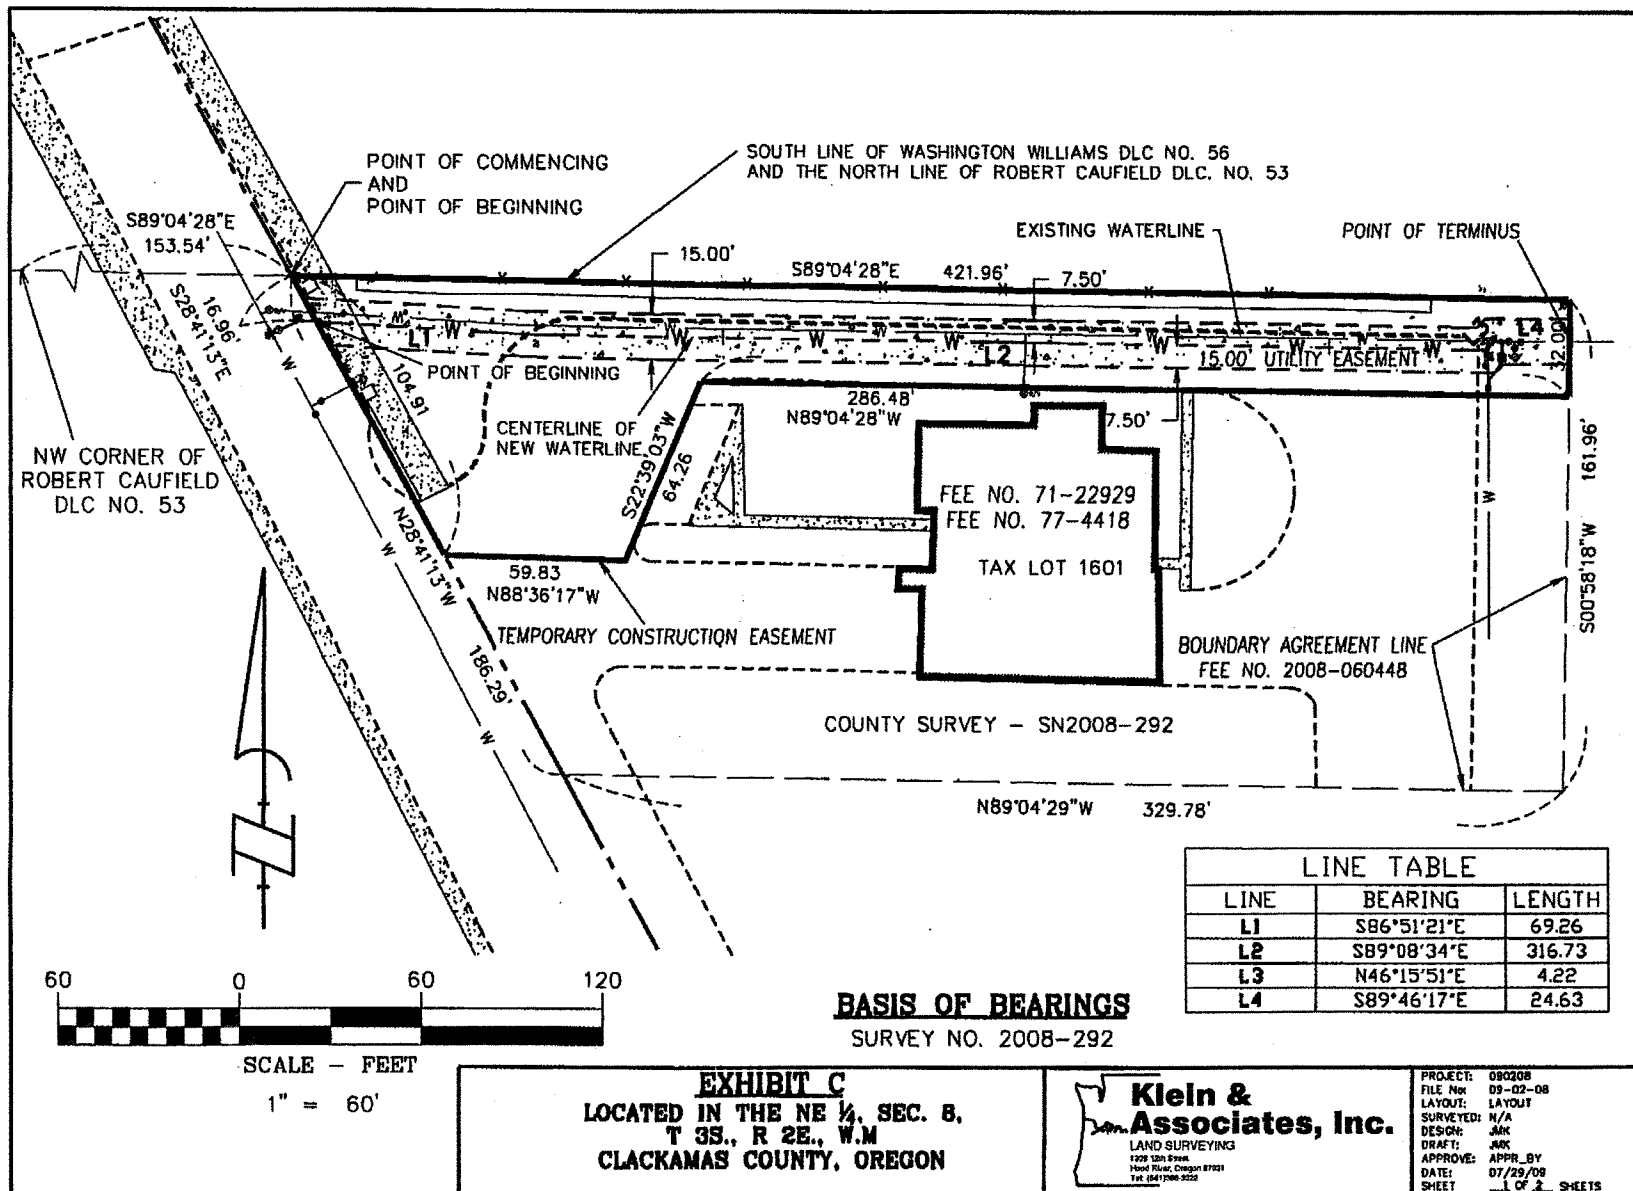 POINT OF COMMENCING
AND
POINT OF BEGINNING
SOUTH LINE OF WASHINGTON WILLIAMS DLC NO. 56
AND THE NORTH LINE OF ROBERT CAUFIELD DLC. NO. 53
S89°04'28"E
153.54'
EXISTING WATERLINE
POINT OF TERMINUS
15.00'
S89°04'28"E 421.96'
7.50'
16.96'
S28°41'13"E
W
L1
W
W
W
W
W
W
W
W
L4
32.00'
L2
15.00' UTILITY EASEMENT
POINT OF BEGINNING
104.91
W
286.48'
N89°04'28"W
7.50'
CENTERLINE OF
NEW WATERLINE
S22°39'03"W
64.26
NW CORNER OF
ROBERT CAUFIELD
DLC NO. 53
FEE NO. 71-22929
FEE NO. 77-4418
TAX LOT 1601
W
161.96'
S00°58'18"W
N28°41'13"W
W
59.83
N88°36'17"W
TEMPORARY CONSTRUCTION EASEMENT
186.29'
BOUNDARY AGREEMENT LINE
FEE NO. 2008-060448
W
COUNTY SURVEY - SN2008-292
N89°04'29"W 329.78'
LINE TABLE
LINE BEARING LENGTH
L1 S86°51'21"E 69.26
L2 S89°08'34"E 316.73
L3 N46°15'51"E 4.22
L4 S89°46'17"E 24.63
60 0 60 120
SCALE - FEET
1" = 60'
BASIS OF BEARINGS
SURVEY NO. 2008-292
EXHIBIT C
LOCATED IN THE NE ¼, SEC. 8,
T 3S., R 2E., W.M
CLACKAMAS COUNTY, OREGON
Klein &
Associates, Inc.
LAND SURVEYING
Hood River, Oregon 97031
PROJECT: 090208
FILE No: 09-02-08
LAYOUT: LAYOUT
SURVEYED: N/A
DESIGN: JMK
DRAFT: JMK
APPROVE: APPR_BY
DATE: 07/29/09
SHEET 1 OF 2 SHEETS